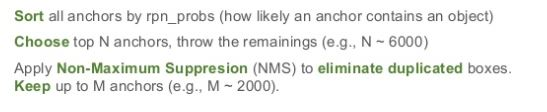 Sort all anchors by rpn_probs (how likely an anchor contains an object)
Choose top N anchors, throw the remainings (e.g., N ~ 6000)
Apply Non-Maximum Suppresion (NMS) to eliminate duplicated boxes.
Keep up to M anchors (e.g., M ~ 2000).